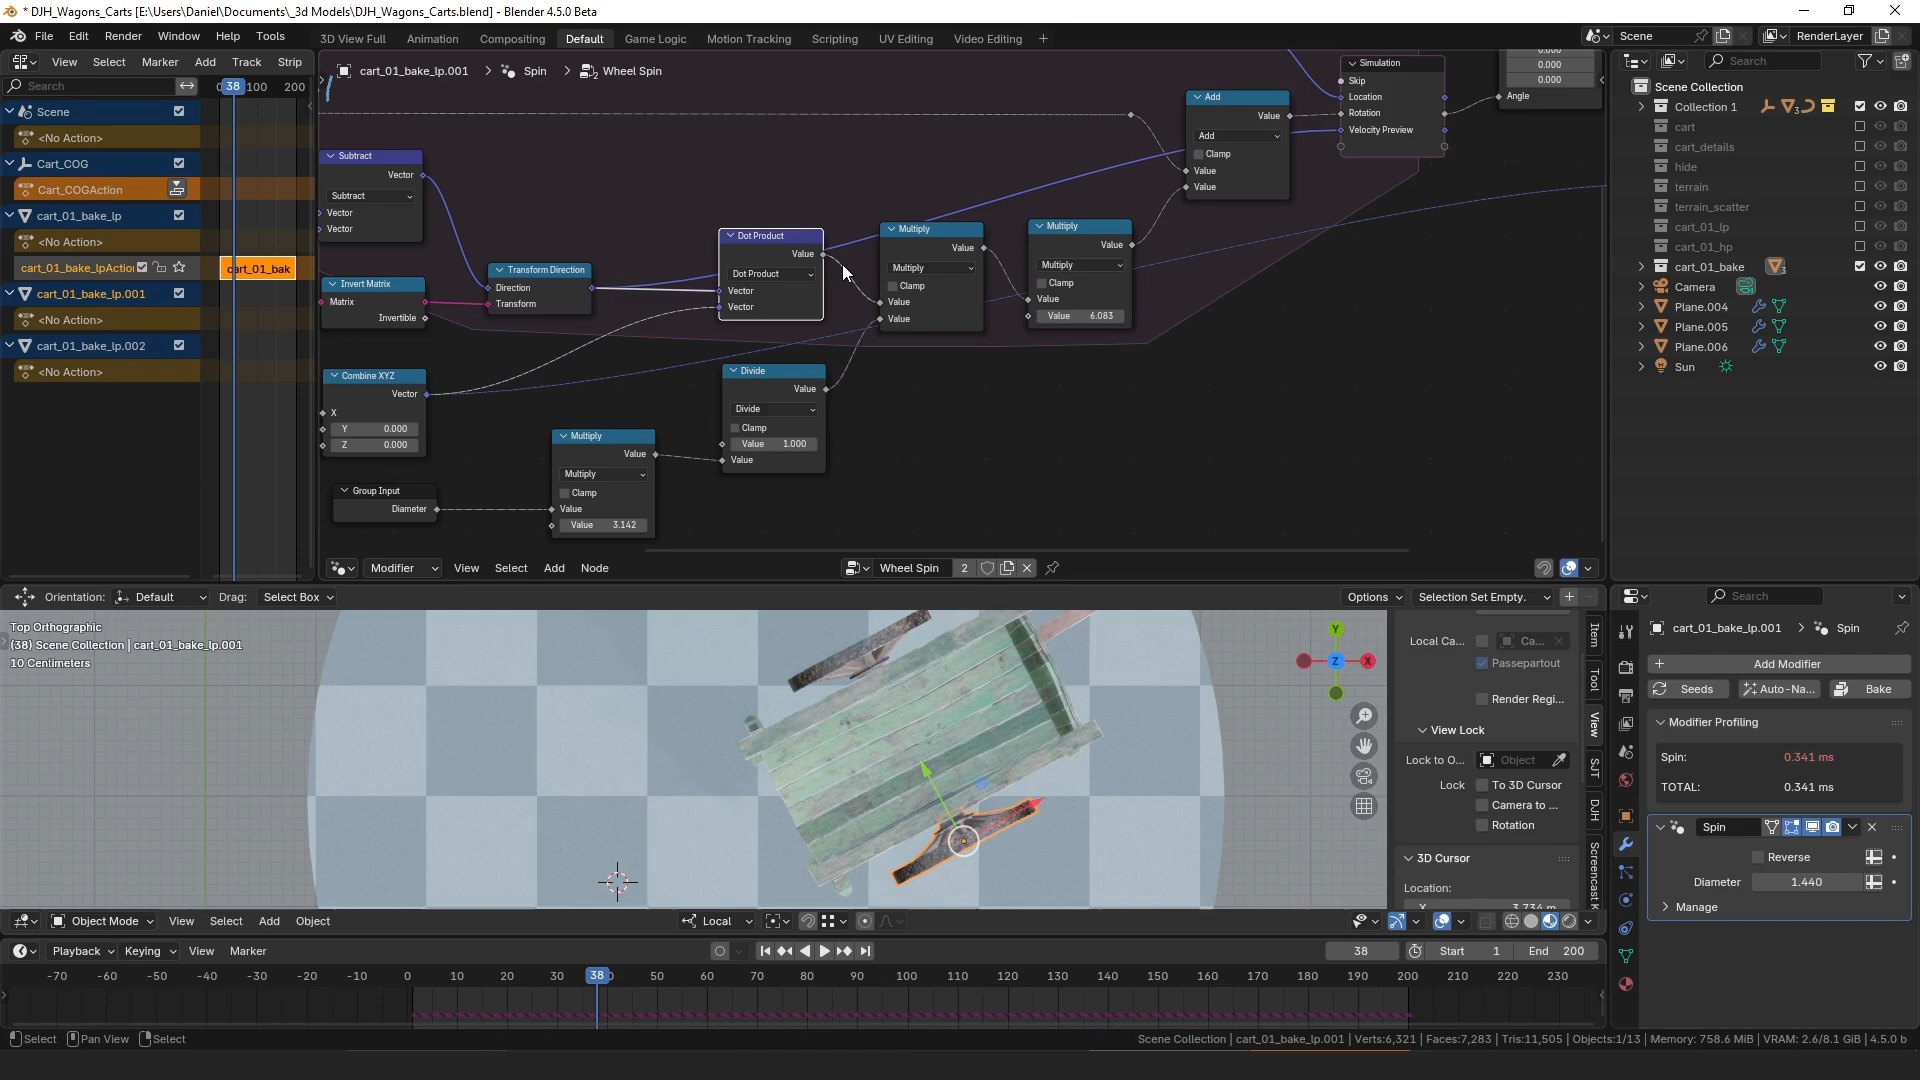 * DJH_Wagons_Carts [E:\Users\Daniel\Documents\_3d Models\DJH_Wagons_Carts.blend] - Blender 4.5.0 Beta
File Edit Render Window Help Tools
3D View Full Animation Compositing Default Game Logic Motion Tracking Scripting UV Editing Video Editing +
Scene RenderLayer
View Select Marker Add Track Strip
Search
38 100 200
Scene
<No Action>
Cart_COG
Cart_COGAction
cart_01_bake_lp
<No Action>
cart_01_bake_lpActio
cart_01_bak
cart_01_bake_lp.001
<No Action>
cart_01_bake_lp.002
<No Action>
cart_01_bake_lp.001 > Spin > Wheel Spin
Subtract
Vector
Subtract
Vector
Vector
Invert Matrix
Matrix
Invertible
Transform Direction
Direction
Transform
Combine XYZ
Vector
X
Y 0.000
Z 0.000
Group Input
Diameter
Multiply
Value
Multiply
Clamp
Value
Value 3.142
Dot Product
Value
Dot Product
Vector
Vector
Divide
Value
Divide
Clamp
Value 1.000
Value
Multiply
Value
Multiply
Clamp
Value
Value
Multiply
Value
Multiply
Clamp
Value
Value 6.083
Add
Value
Add
Clamp
Value
Value
Simulation
Skip
Location
Rotation
Velocity Preview
0.000
0.000
0.000
Angle
Modifier View Select Add Node
Wheel Spin 2
Search
Scene Collection
Collection 1 3
cart
cart_details
hide
terrain
terrain_scatter
cart_01_lp
cart_01_hp
cart_01_bake 3
Camera
Plane.004
Plane.005
Plane.006
Sun
Orientation: Default Drag: Select Box
Options Selection Set Empty.
Top Orthographic
(38) Scene Collection | cart_01_bake_lp.001
10 Centimeters
Y
Z X
Local Ca... Ca...
Passepartout
Render Regi...
View Lock
Lock to O... Object
Lock To 3D Cursor
Camera to ...
Rotation
3D Cursor
Location:
X 3.734 m
Item
Tool
View
SJT
DJH
Screencast K
Object Mode View Select Add Object
Local
Playback Keying View Marker
38 Start 1 End 200
-70 -60 -50 -40 -30 -20 -10 0 10 20 30 38 50 60 70 80 90 100 110 120 130 140 150 160 170 180 190 200 210 220 230
Search
cart_01_bake_lp.001 > Spin
Add Modifier
Seeds Auto-Na... Bake
Modifier Profiling
Spin: 0.341 ms
TOTAL: 0.341 ms
Spin
Reverse
Diameter 1.440
Manage
Select Pan View Select
Scene Collection | cart_01_bake_lp.001 | Verts:6,321 | Faces:7,283 | Tris:11,505 | Objects:1/13 | Memory: 758.6 MiB | VRAM: 2.6/8.1 GiB | 4.5.0 b